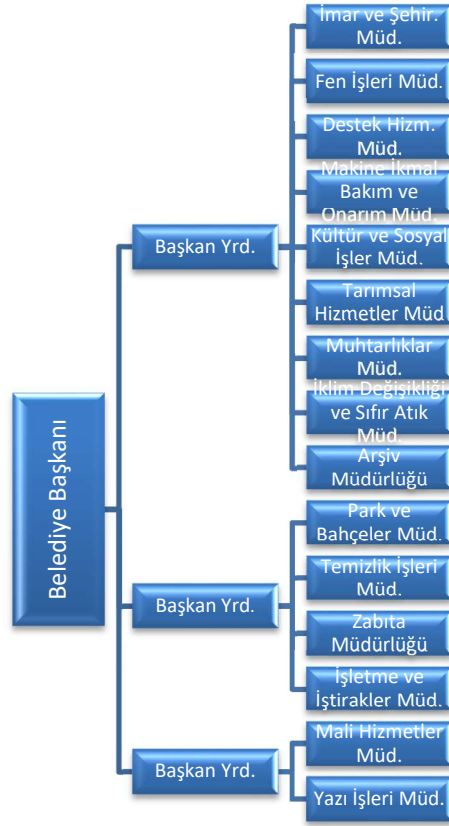 Belediye Başkanı
Başkan Yrd.
İmar ve Şehir.
Müd.
Fen İşleri Müd.
Destek Hizm.
Müd.
Makine İkmal
Bakım ve
Onarım Müd.
Kültür ve Sosyal
İşler Müd.
Tarımsal
Hizmetler Müd
Muhtarlıklar
Müd.
İklim Değişikliği
ve Sıfır Atık
Müd.
Arşiv
Müdürlüğü
Başkan Yrd.
Park ve
Bahçeler Müd.
Temizlik İşleri
Müd.
Zabıta
Müdürlüğü
İşletme ve
İştirakler Müd.
Başkan Yrd.
Mali Hizmetler
Müd.
Yazı İşleri Müd.